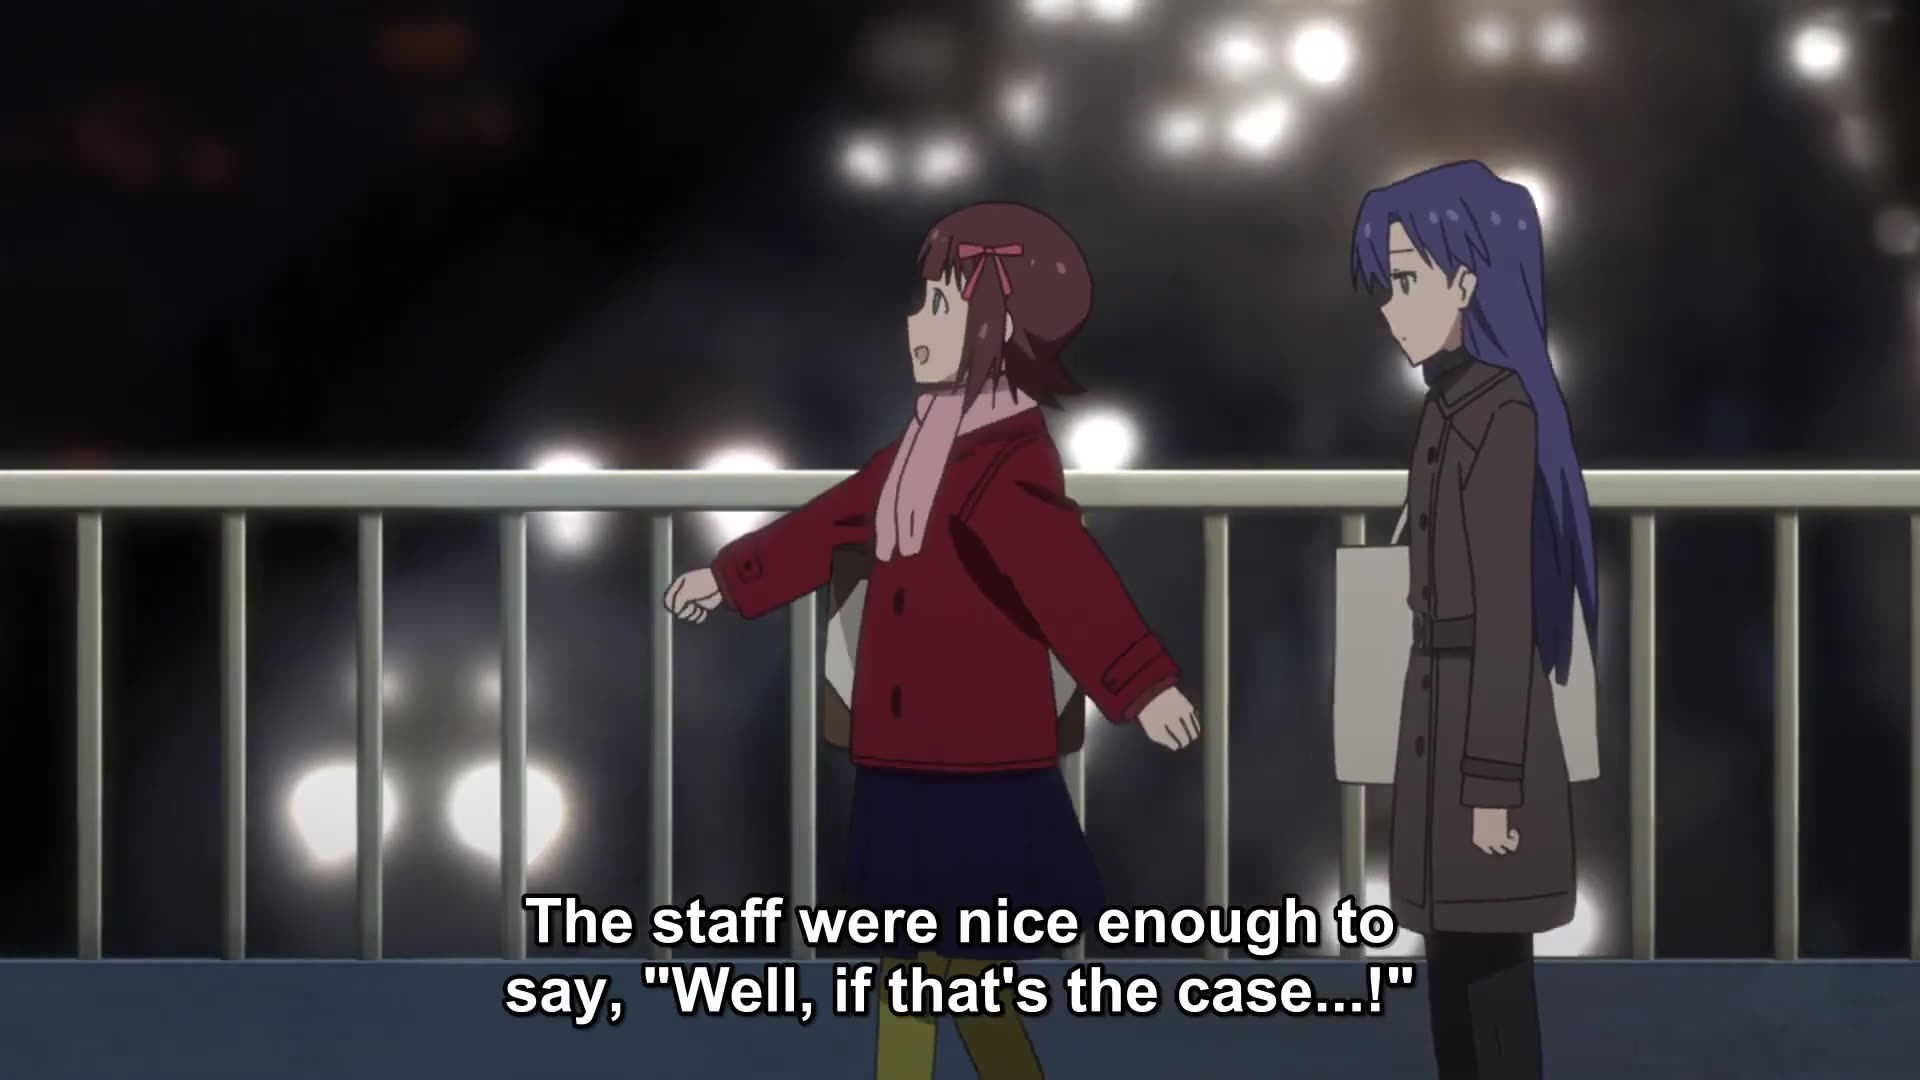 The staff were nice enough to
say, "Well, if that's the case...!"